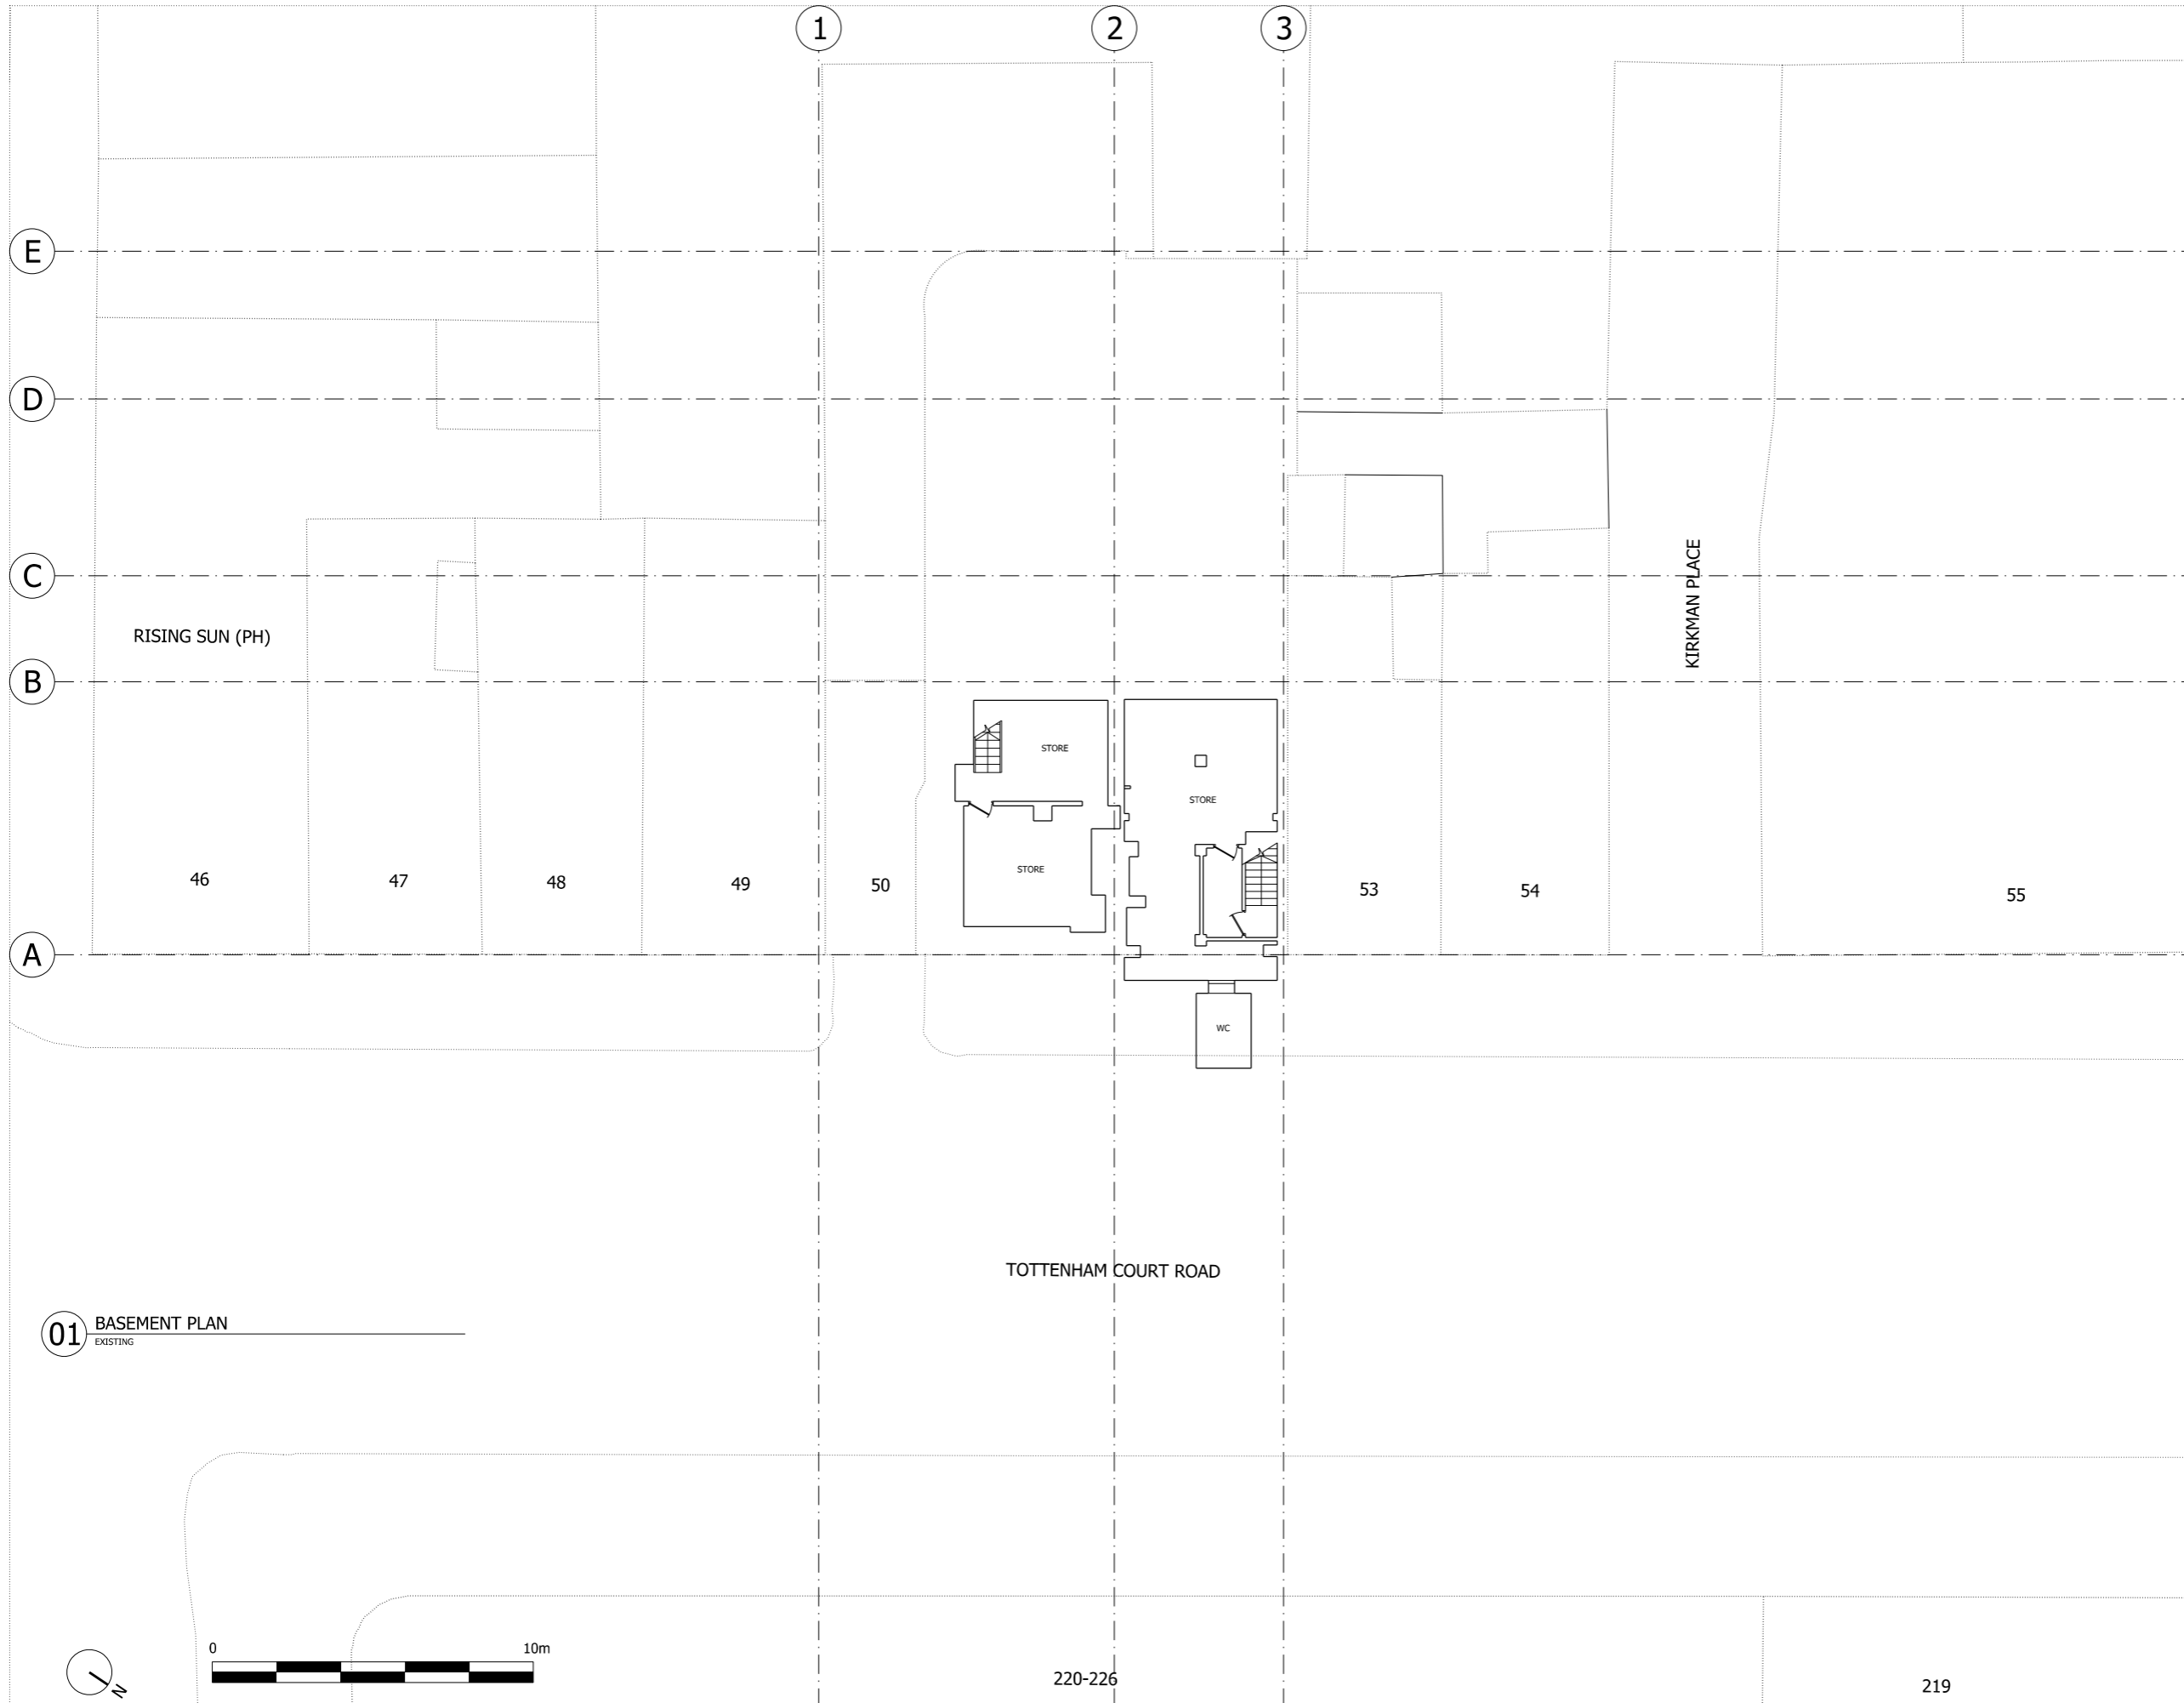 1
2
3
E
D
C
KIRKMAN PLACE
RISING SUN (PH)
B
STORE
STORE
STORE
46
47
48
49
50
53
54
55
A
WC
TOTTENHAM COURT ROAD
01
BASEMENT PLAN
EXISTING
0
10m
N
220-226
219